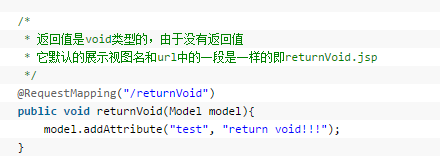 /*
 * 返回值是void类型的，由于没有返回值
 * 它默认的展示视图名和url中的一段是一样的即returnVoid.jsp
 */
@RequestMapping("/returnVoid")
public void returnVoid(Model model){
    model.addAttribute("test", "return void!!!");
}